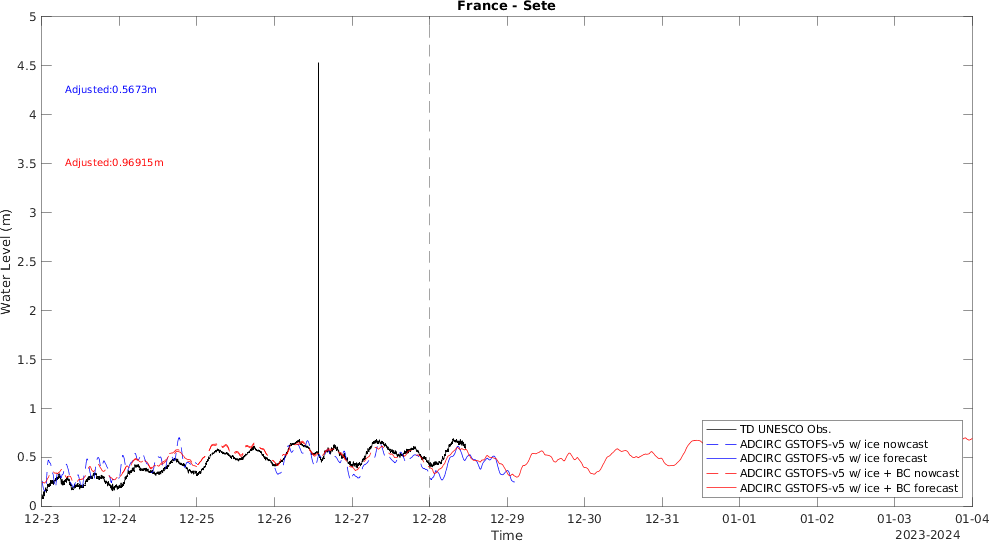 France - Sete
5
4.5
4
3.5
3
2.5
2
1.5
1
0.5
0
Water Level (m)
Adjusted:0.5673m
Adjusted:0.96915m
TD UNESCO Obs.
ADCIRC GSTOFS-v5 w/ ice nowcast
ADCIRC GSTOFS-v5 w/ ice forecast
ADCIRC GSTOFS-v5 w/ ice + BC nowcast
ADCIRC GSTOFS-v5 w/ ice + BC forecast
12-23 12-24 12-25 12-26 12-27 12-28 12-29 12-30 12-31 01-01 01-02 01-03 01-04
Time
2023-2024